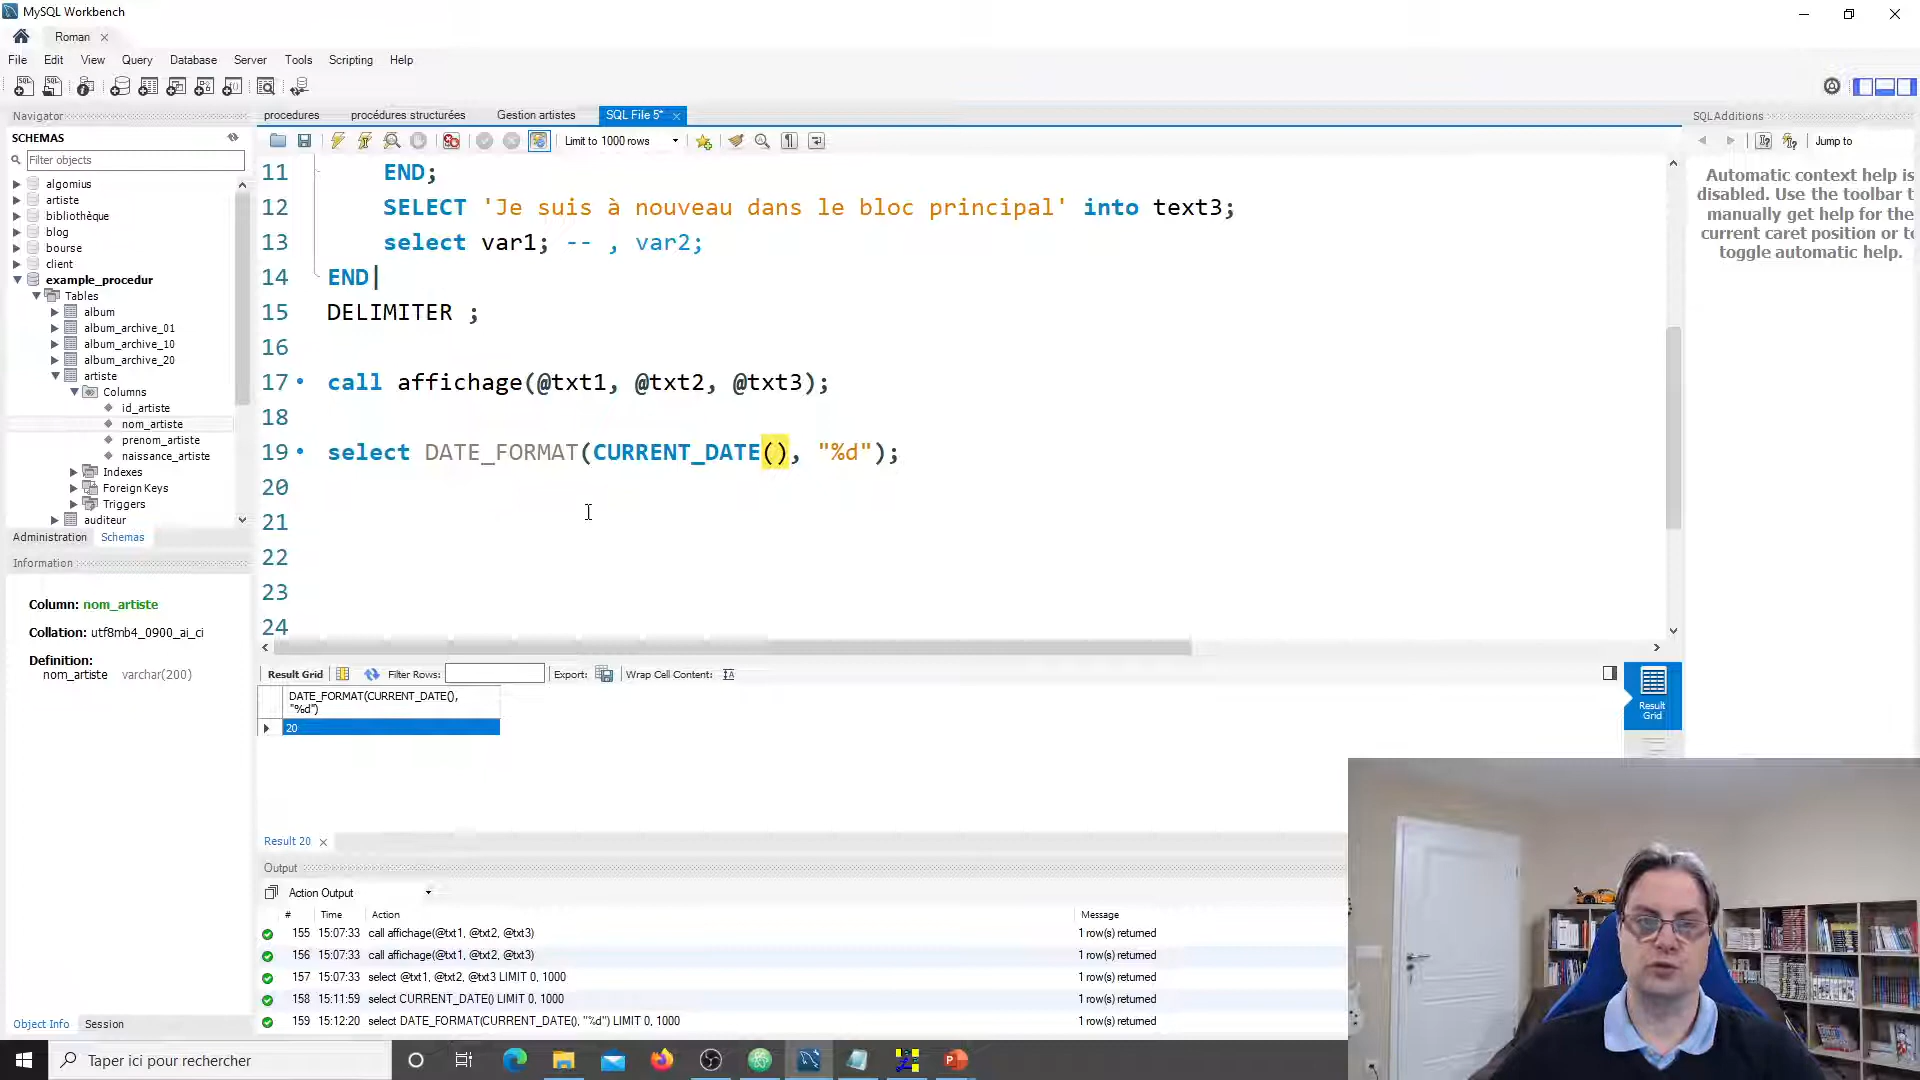 MySQL Workbench
Roman
File Edit View Query Database Server Tools Scripting Help
Navigator
SCHEMAS
Filter objects
algomius
artiste
bibliothèque
blog
bourse
client
example_procedur
Tables
album
album_archive_01
album_archive_10
album_archive_20
artiste
Columns
id_artiste
nom_artiste
prenom_artiste
naissance_artiste
Indexes
Foreign Keys
Triggers
auditeur
Administration Schemas
Information
Column: nom_artiste
Collation: utf8mb4_0900_ai_ci
Definition:
nom_artiste varchar(200)
Object Info Session
procedures procédures structurées Gestion artistes SQL File 5*
Limit to 1000 rows
11 END;
12 SELECT 'Je suis à nouveau dans le bloc principal' into text3;
13 select var1; -- , var2;
14 END|
15 DELIMITER ;
16
17 call affichage(@txt1, @txt2, @txt3);
18
19 select DATE_FORMAT(CURRENT_DATE(), "%d");
20
21
22
23
24
Result Grid Filter Rows: Export: Wrap Cell Content:
DATE_FORMAT(CURRENT_DATE(),
"%d")
20
Result
Grid
Result 20
Output
Action Output
# Time Action Message
155 15:07:33 call affichage(@txt1, @txt2, @txt3) 1 row(s) returned
156 15:07:33 call affichage(@txt1, @txt2, @txt3) 1 row(s) returned
157 15:07:33 select @txt1, @txt2, @txt3 LIMIT 0, 1000 1 row(s) returned
158 15:11:59 select CURRENT_DATE() LIMIT 0, 1000 1 row(s) returned
159 15:12:20 select DATE_FORMAT(CURRENT_DATE(), "%d") LIMIT 0, 1000 1 row(s) returned
SQLAdditions
Jump to
Automatic context help is
disabled. Use the toolbar t
manually get help for the
current caret position or to
toggle automatic help.
Taper ici pour rechercher